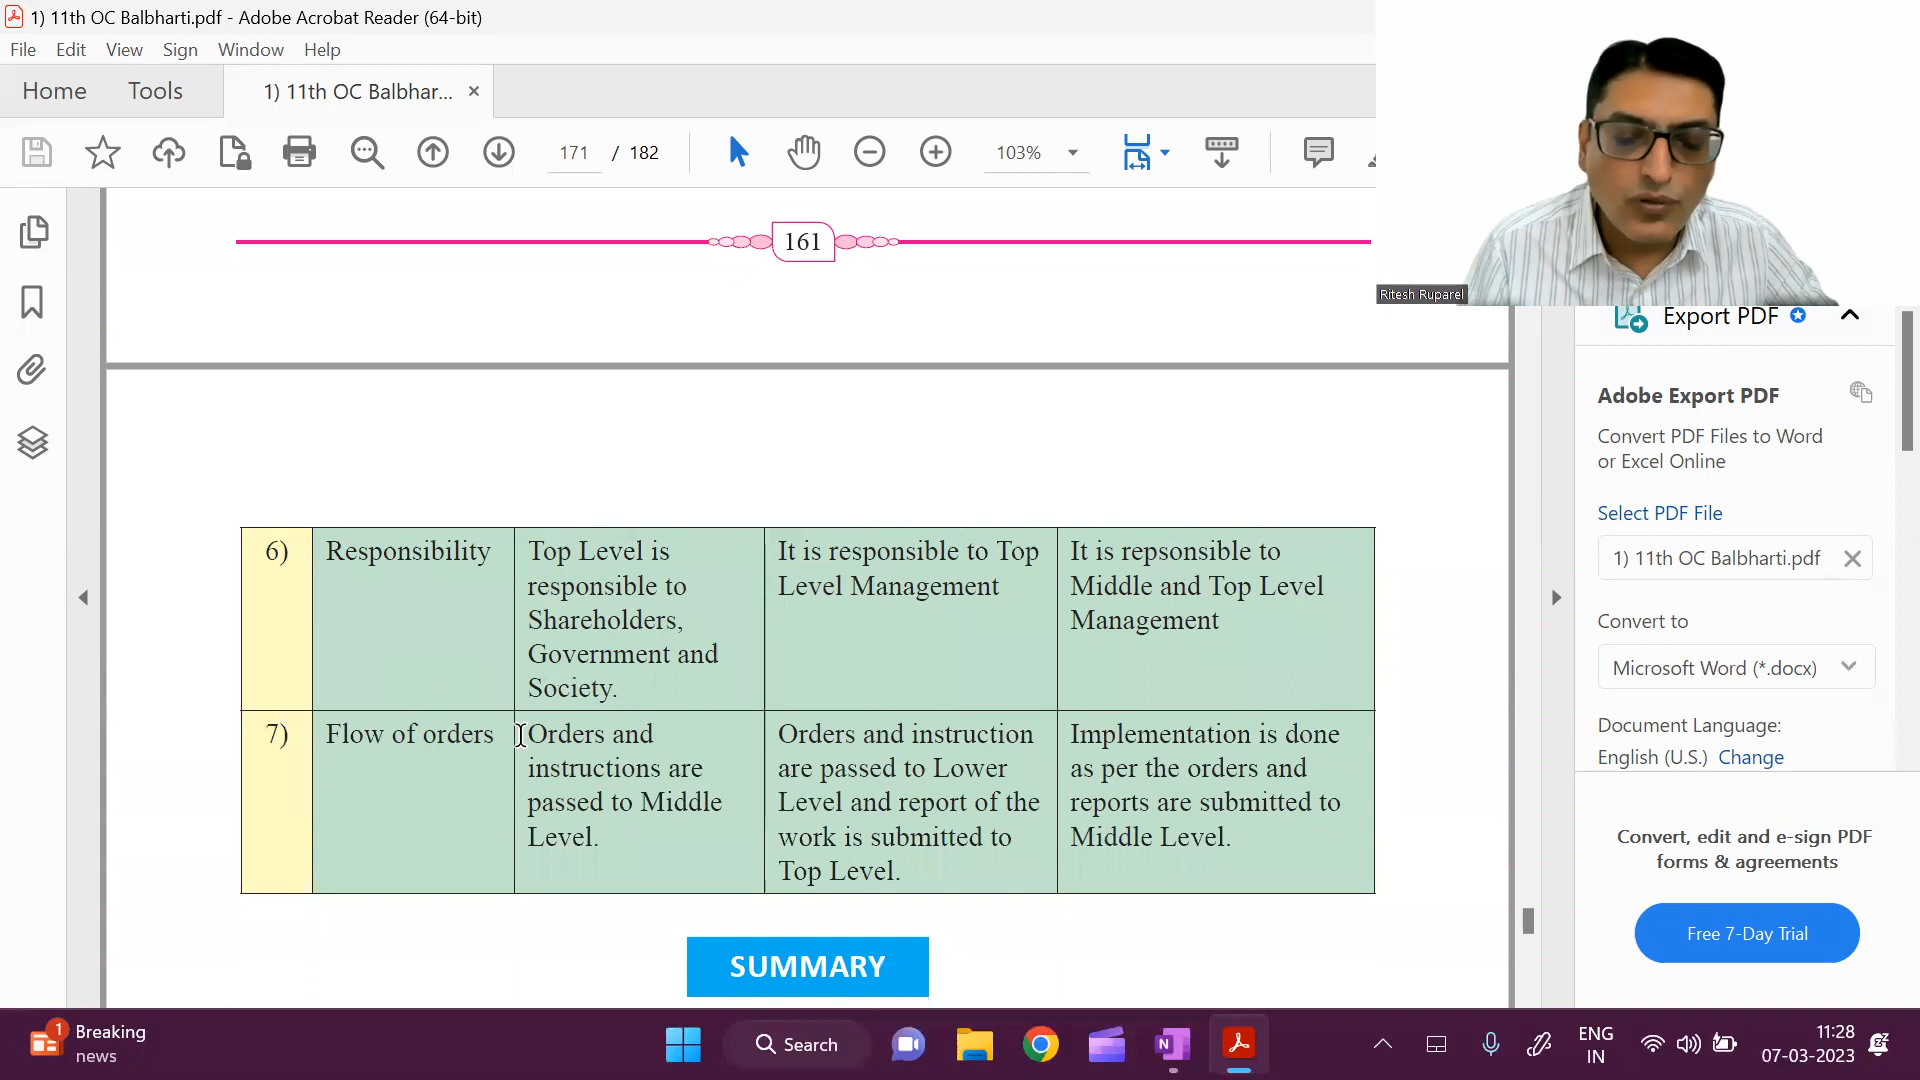 1) 11th OC Balbharti.pdf - Adobe Acrobat Reader (64-bit)
File Edit View Sign Window Help
Home Tools 1) 11th OC Balbhar... ×
171 / 182 103%
161
Ritesh Ruparel
Export PDF
Adobe Export PDF
Convert PDF Files to Word
or Excel Online
Select PDF File
1) 11th OC Balbharti.pdf
Convert to
Microsoft Word (*.docx)
Document Language:
English (U.S.) Change
Convert, edit and e-sign PDF
forms & agreements
Free 7-Day Trial
6)
Responsibility
Top Level is
responsible to
Shareholders,
Government and
Society.
It is responsible to Top
Level Management
It is repsonsible to
Middle and Top Level
Management
7)
Flow of orders
Orders and
instructions are
passed to Middle
Level.
Orders and instruction
are passed to Lower
Level and report of the
work is submitted to
Top Level.
Implementation is done
as per the orders and
reports are submitted to
Middle Level.
SUMMARY
1
Breaking
news
Search
N
ENG
IN
11:28
07-03-2023